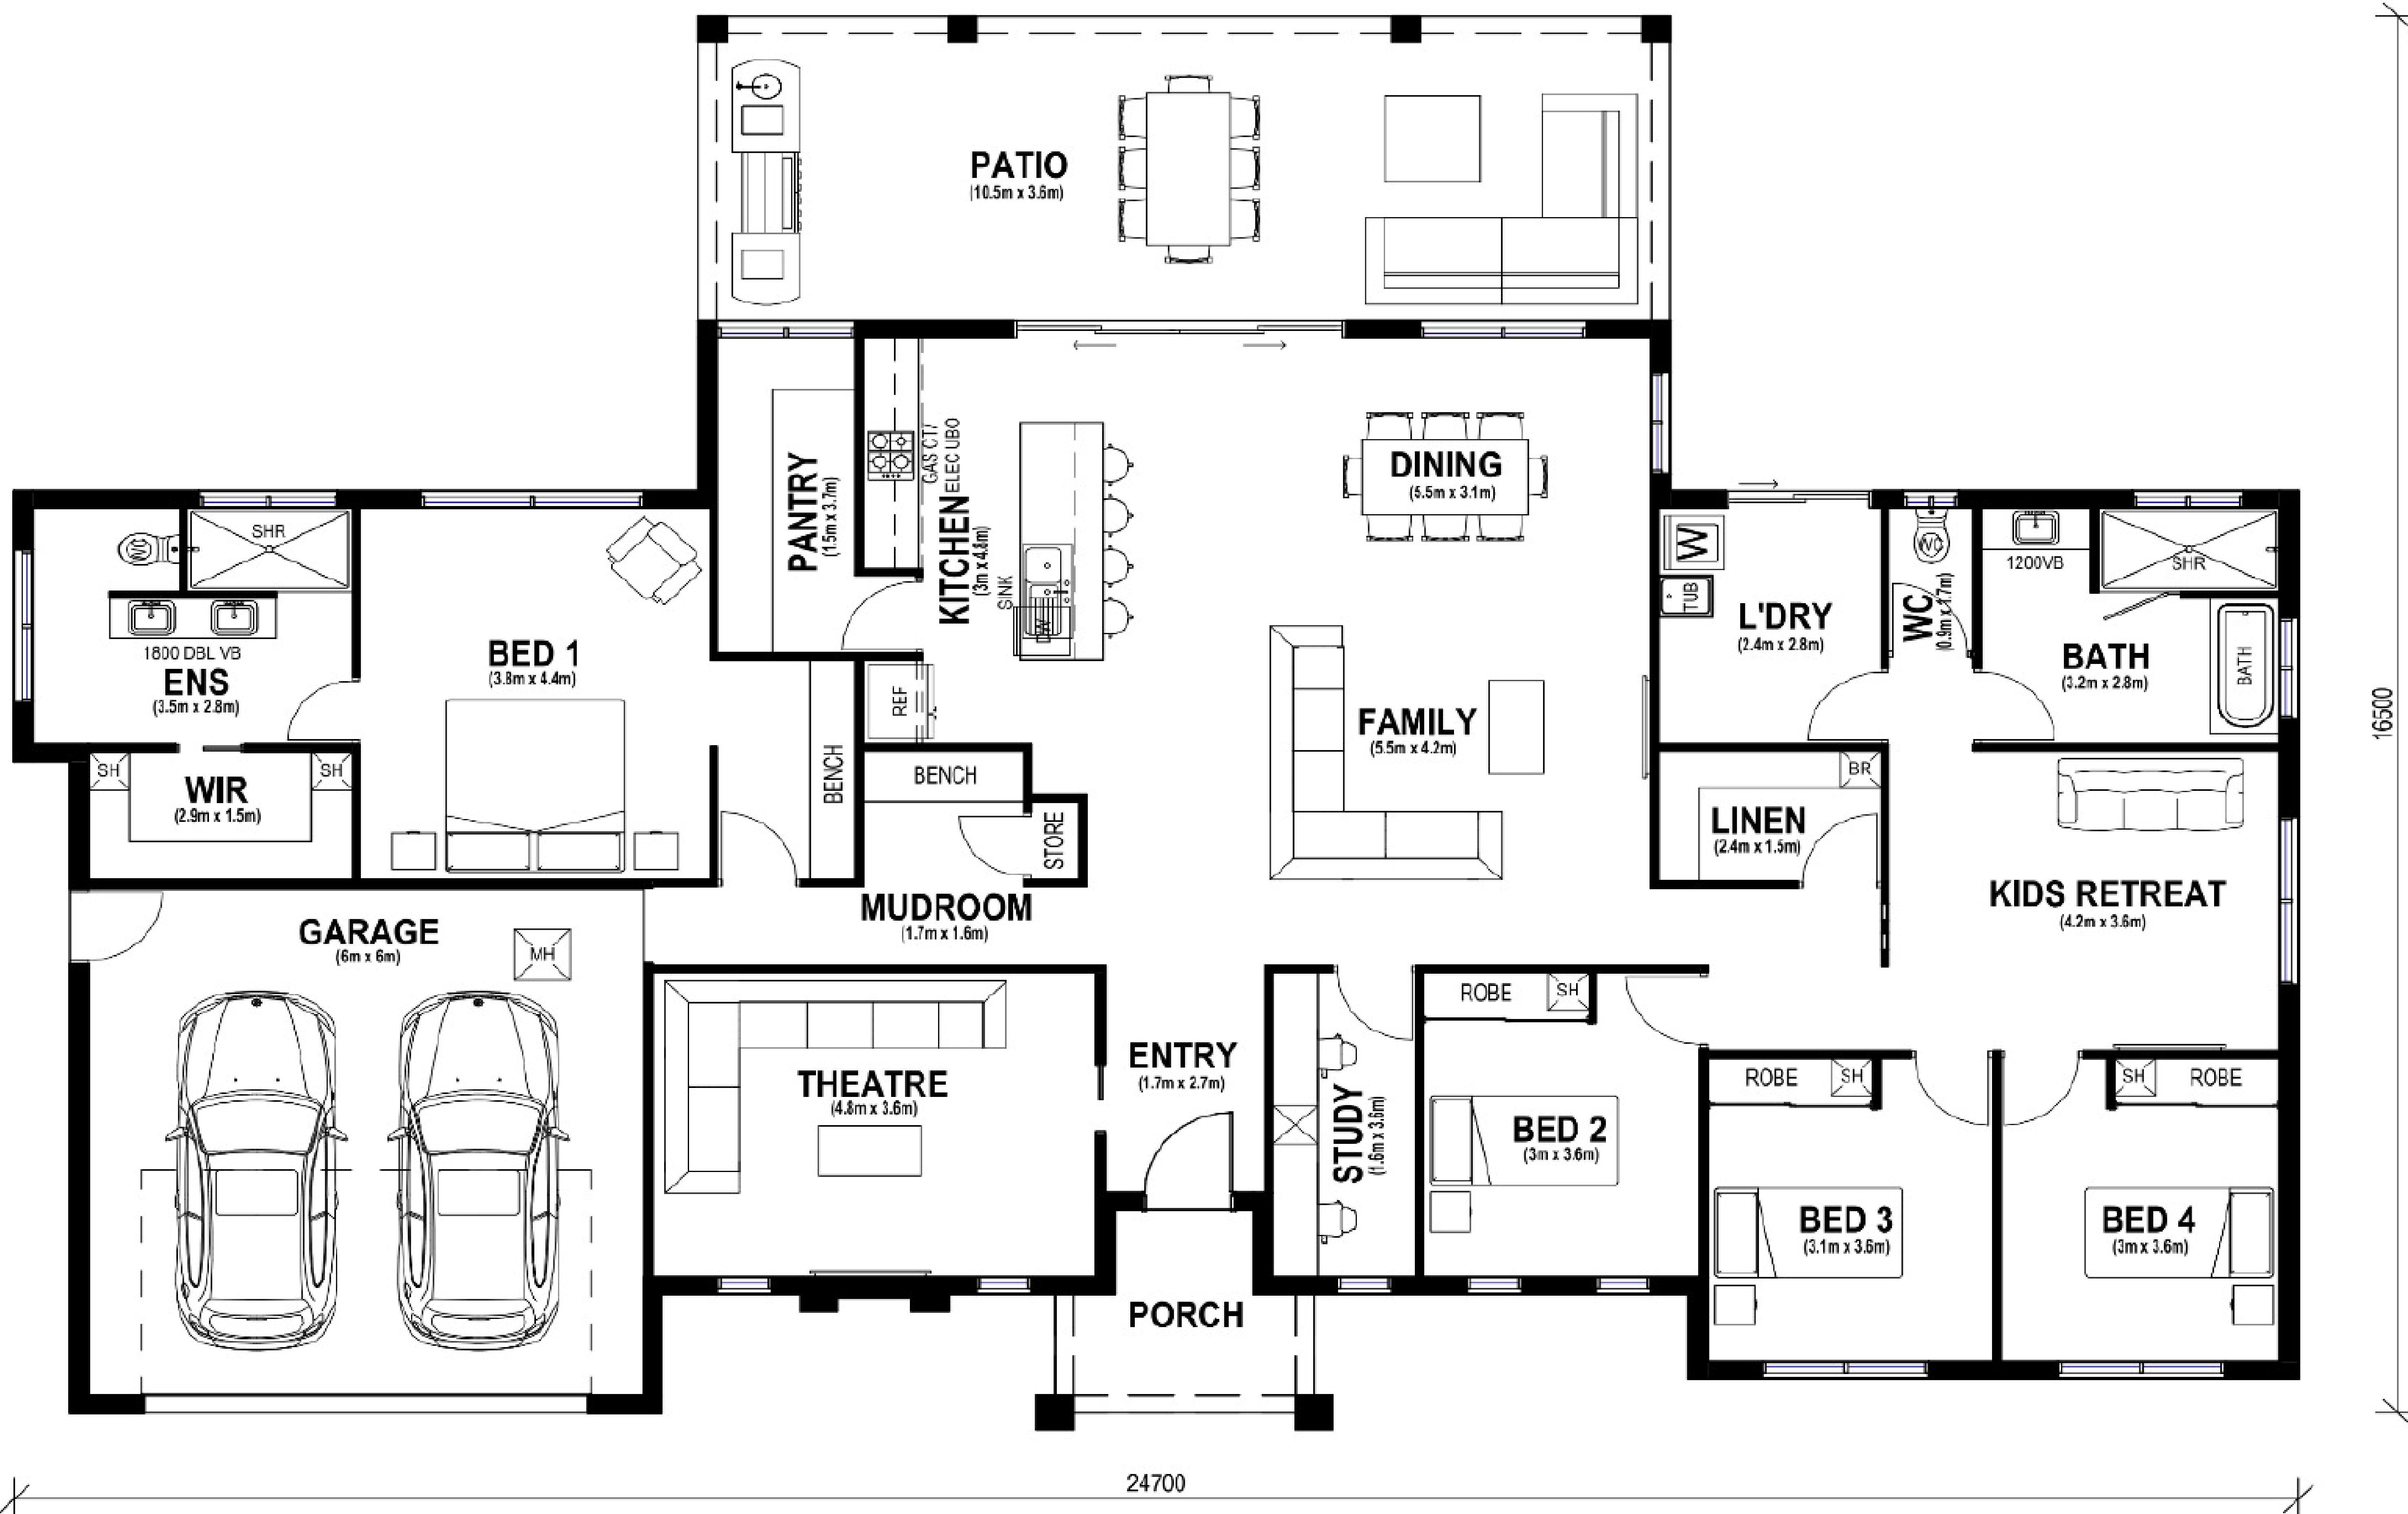 PATIO
(10.5m x 3.6m)
PANTRY
(1.5m x 3.7m)
KITCHEN
(3m x 4.8m)
GAS CT/
ELEC UBO
SINK
DINING
(5.5m x 3.1m)
SHR
WC
1800 DBL VB
ENS
(3.5m x 2.8m)
BED 1
(3.8m x 4.4m)
W
TUB
L'DRY
(2.4m x 2.8m)
WC
WC
(0.9m x 1.7m)
1200VB
SHR
BATH
(3.2m x 2.8m)
BATH
REF
W
FAMILY
(5.5m x 4.2m)
SH
SH
WIR
(2.9m x 1.5m)
BENCH
BENCH
STORE
BR
LINEN
(2.4m x 1.5m)
KIDS RETREAT
(4.2m x 3.6m)
MUDROOM
(1.7m x 1.6m)
GARAGE
(6m x 6m)
MH
THEATRE
(4.8m x 3.6m)
ENTRY
(1.7m x 2.7m)
STUDY
(1.6m x 3.6m)
ROBE
SH
BED 2
(3m x 3.6m)
ROBE
SH
SH
ROBE
BED 3
(3.1m x 3.6m)
BED 4
(3m x 3.6m)
PORCH
16500
24700